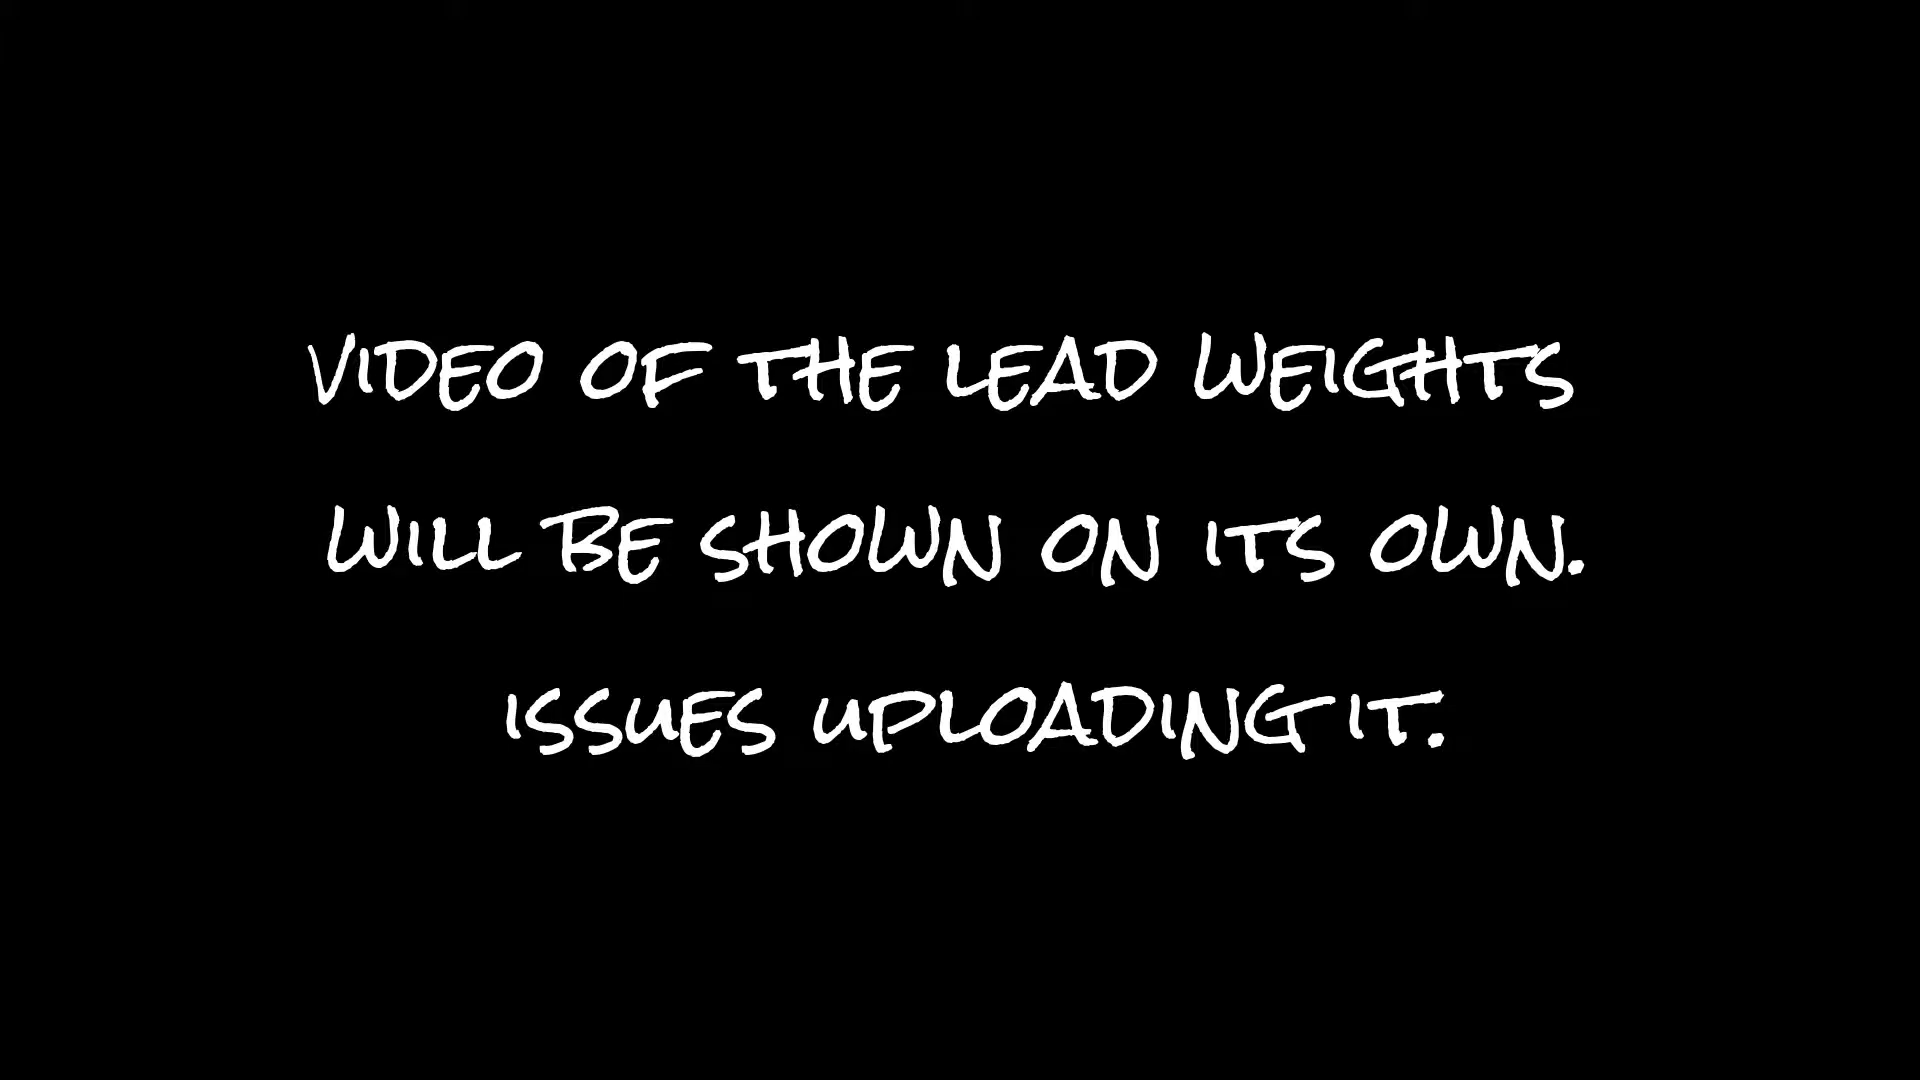 VIDEO OF THE LEAD WEIGHTS
WILL BE SHOWN ON ITS OWN.
ISSUES UPLOADING IT.